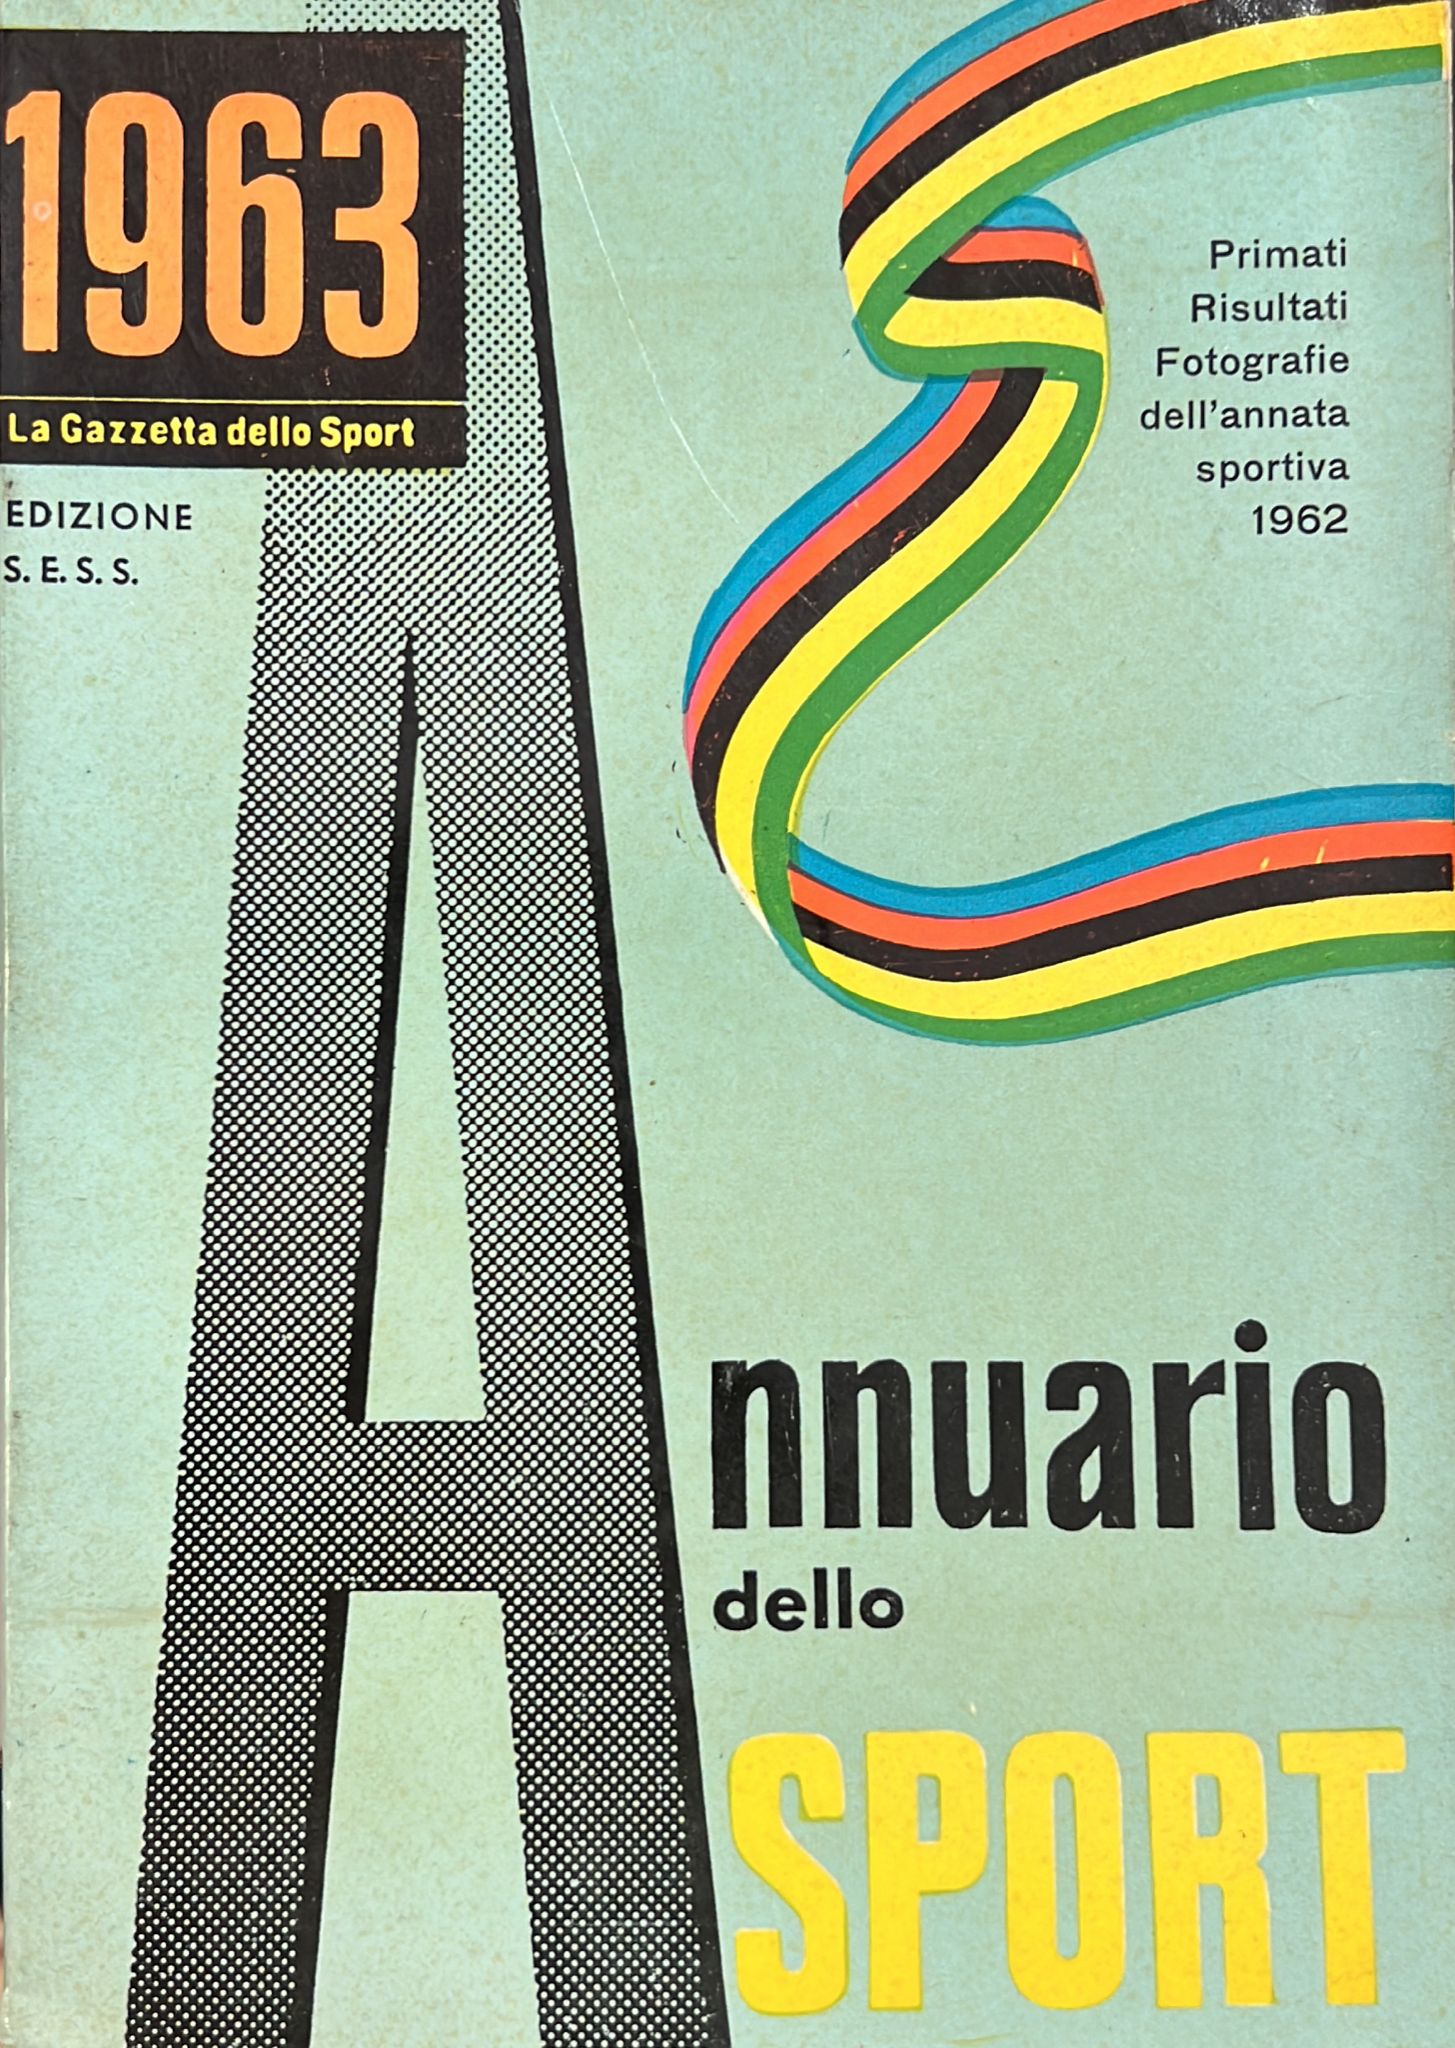 1963
La Gazzetta dello Sport
EDIZIONE
S. E. S. S.
Primati
Risultati
Fotografie
dell'annata
sportiva
1962
Annuario
dello
SPORT